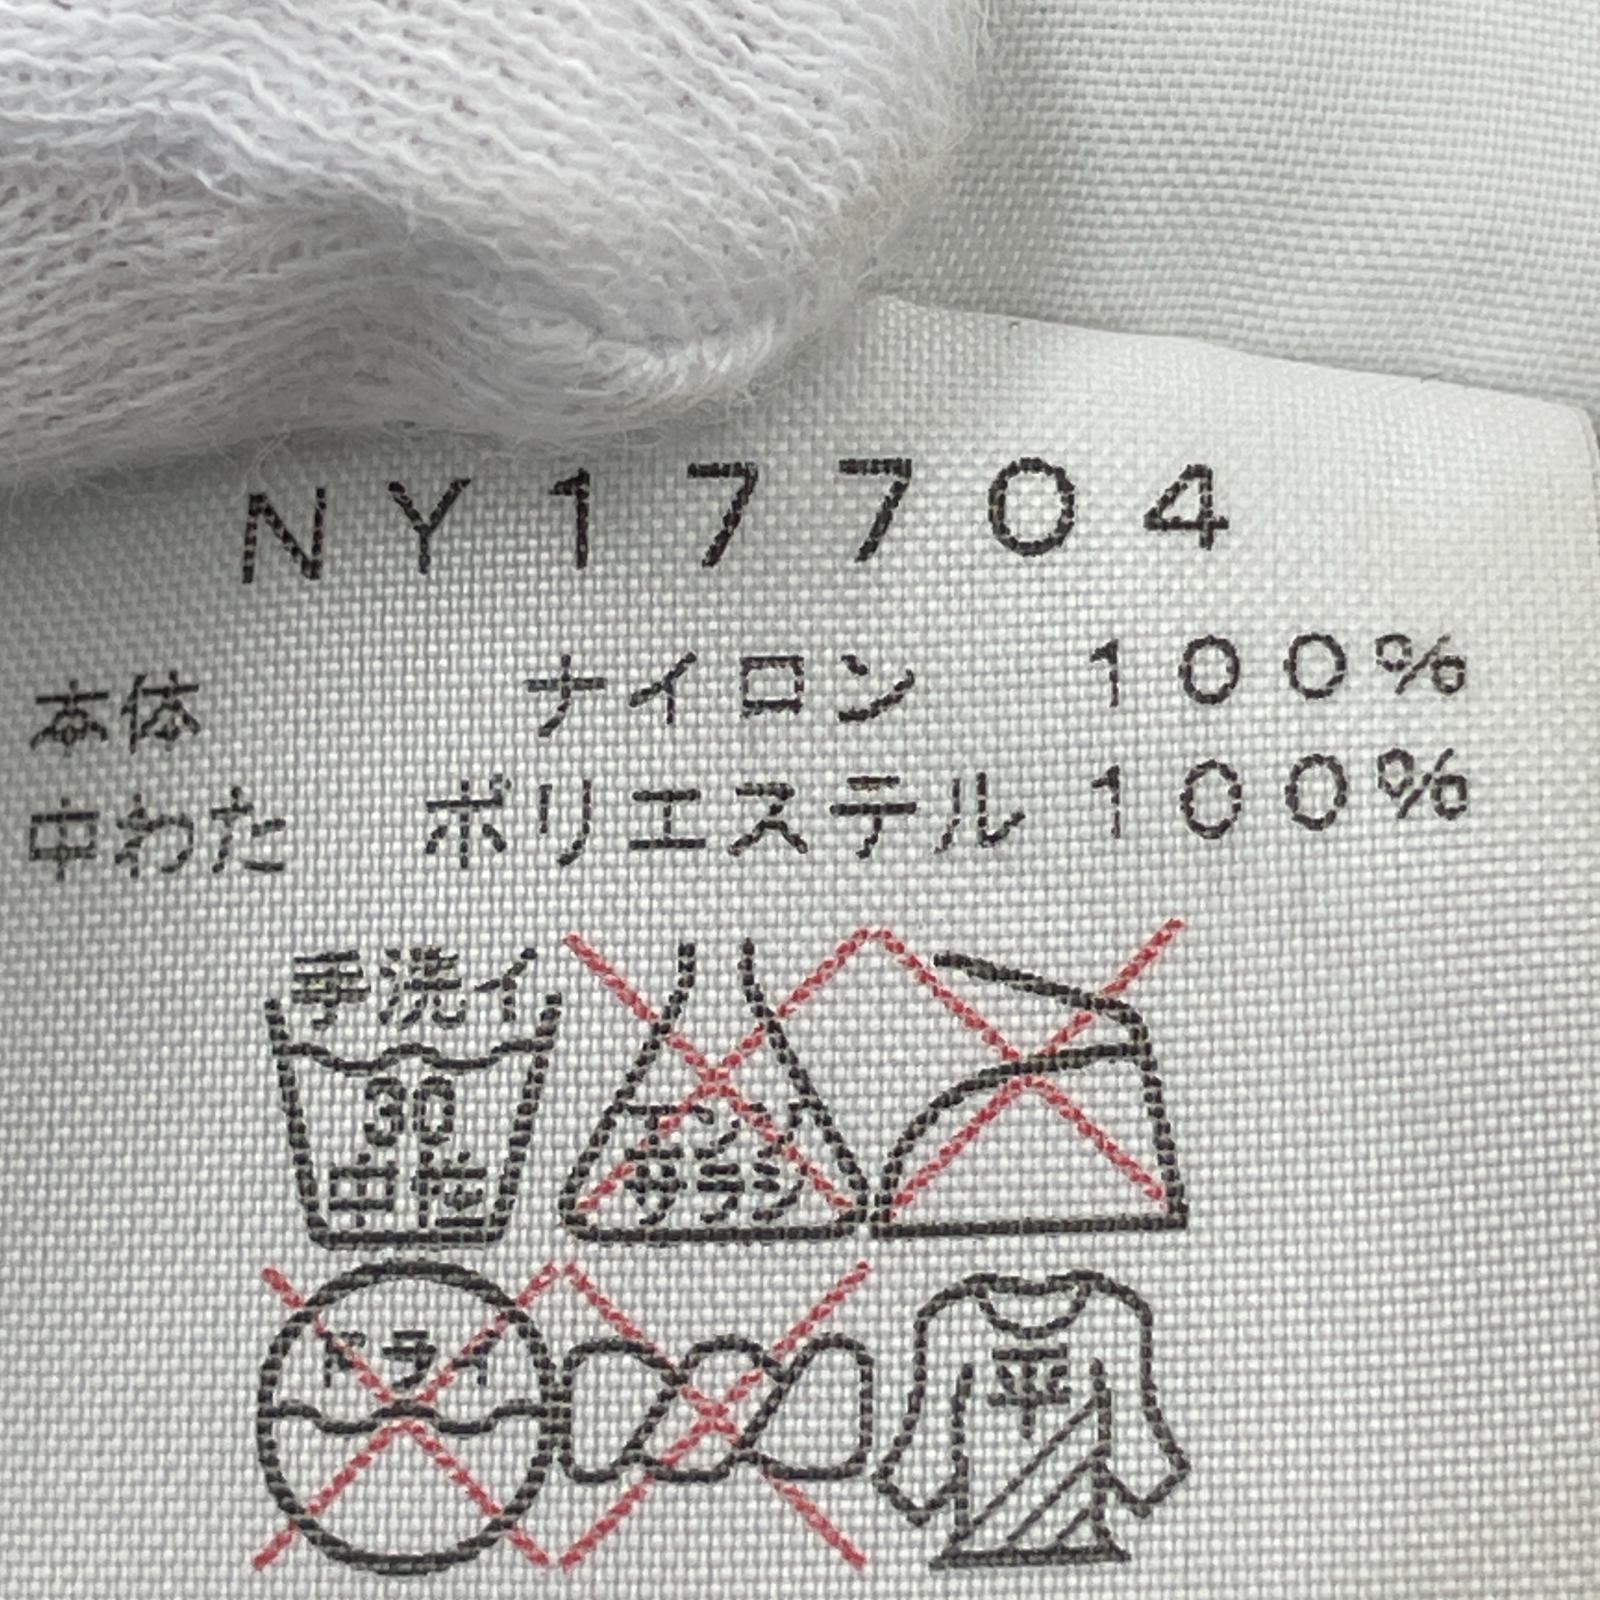 NY17704
本体 ナイロン 100%
中わた ポリエステル 100%
手洗イ
30
中性
エンソ
サラシ
ドライ
平